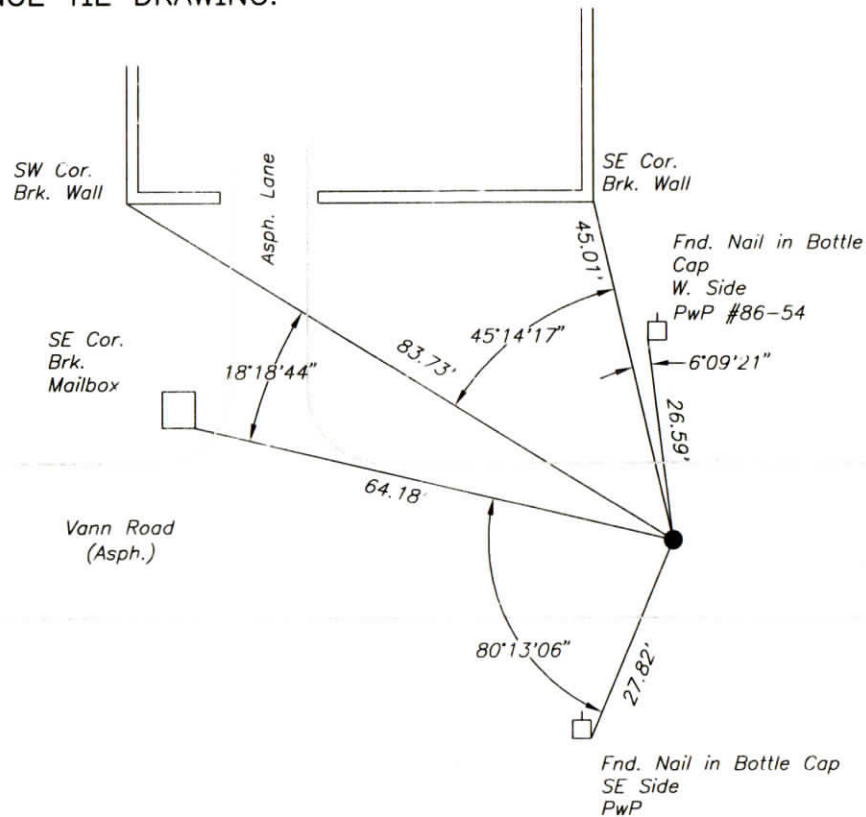 TIE DRAWING:
SW Cor.
Brk. Wall
Asph. Lane
SE Cor.
Brk. Wall
45.01'
Fnd. Nail in Bottle
Cap
W. Side
PwP #86-54
SE Cor.
Brk.
Mailbox
18°18'44"
83.73'
45°14'17"
6°09'21"
26.59'
64.18'
Vann Road
(Asph.)
80°13'06"
27.82'
Fnd. Nail in Bottle Cap
SE Side
PwP